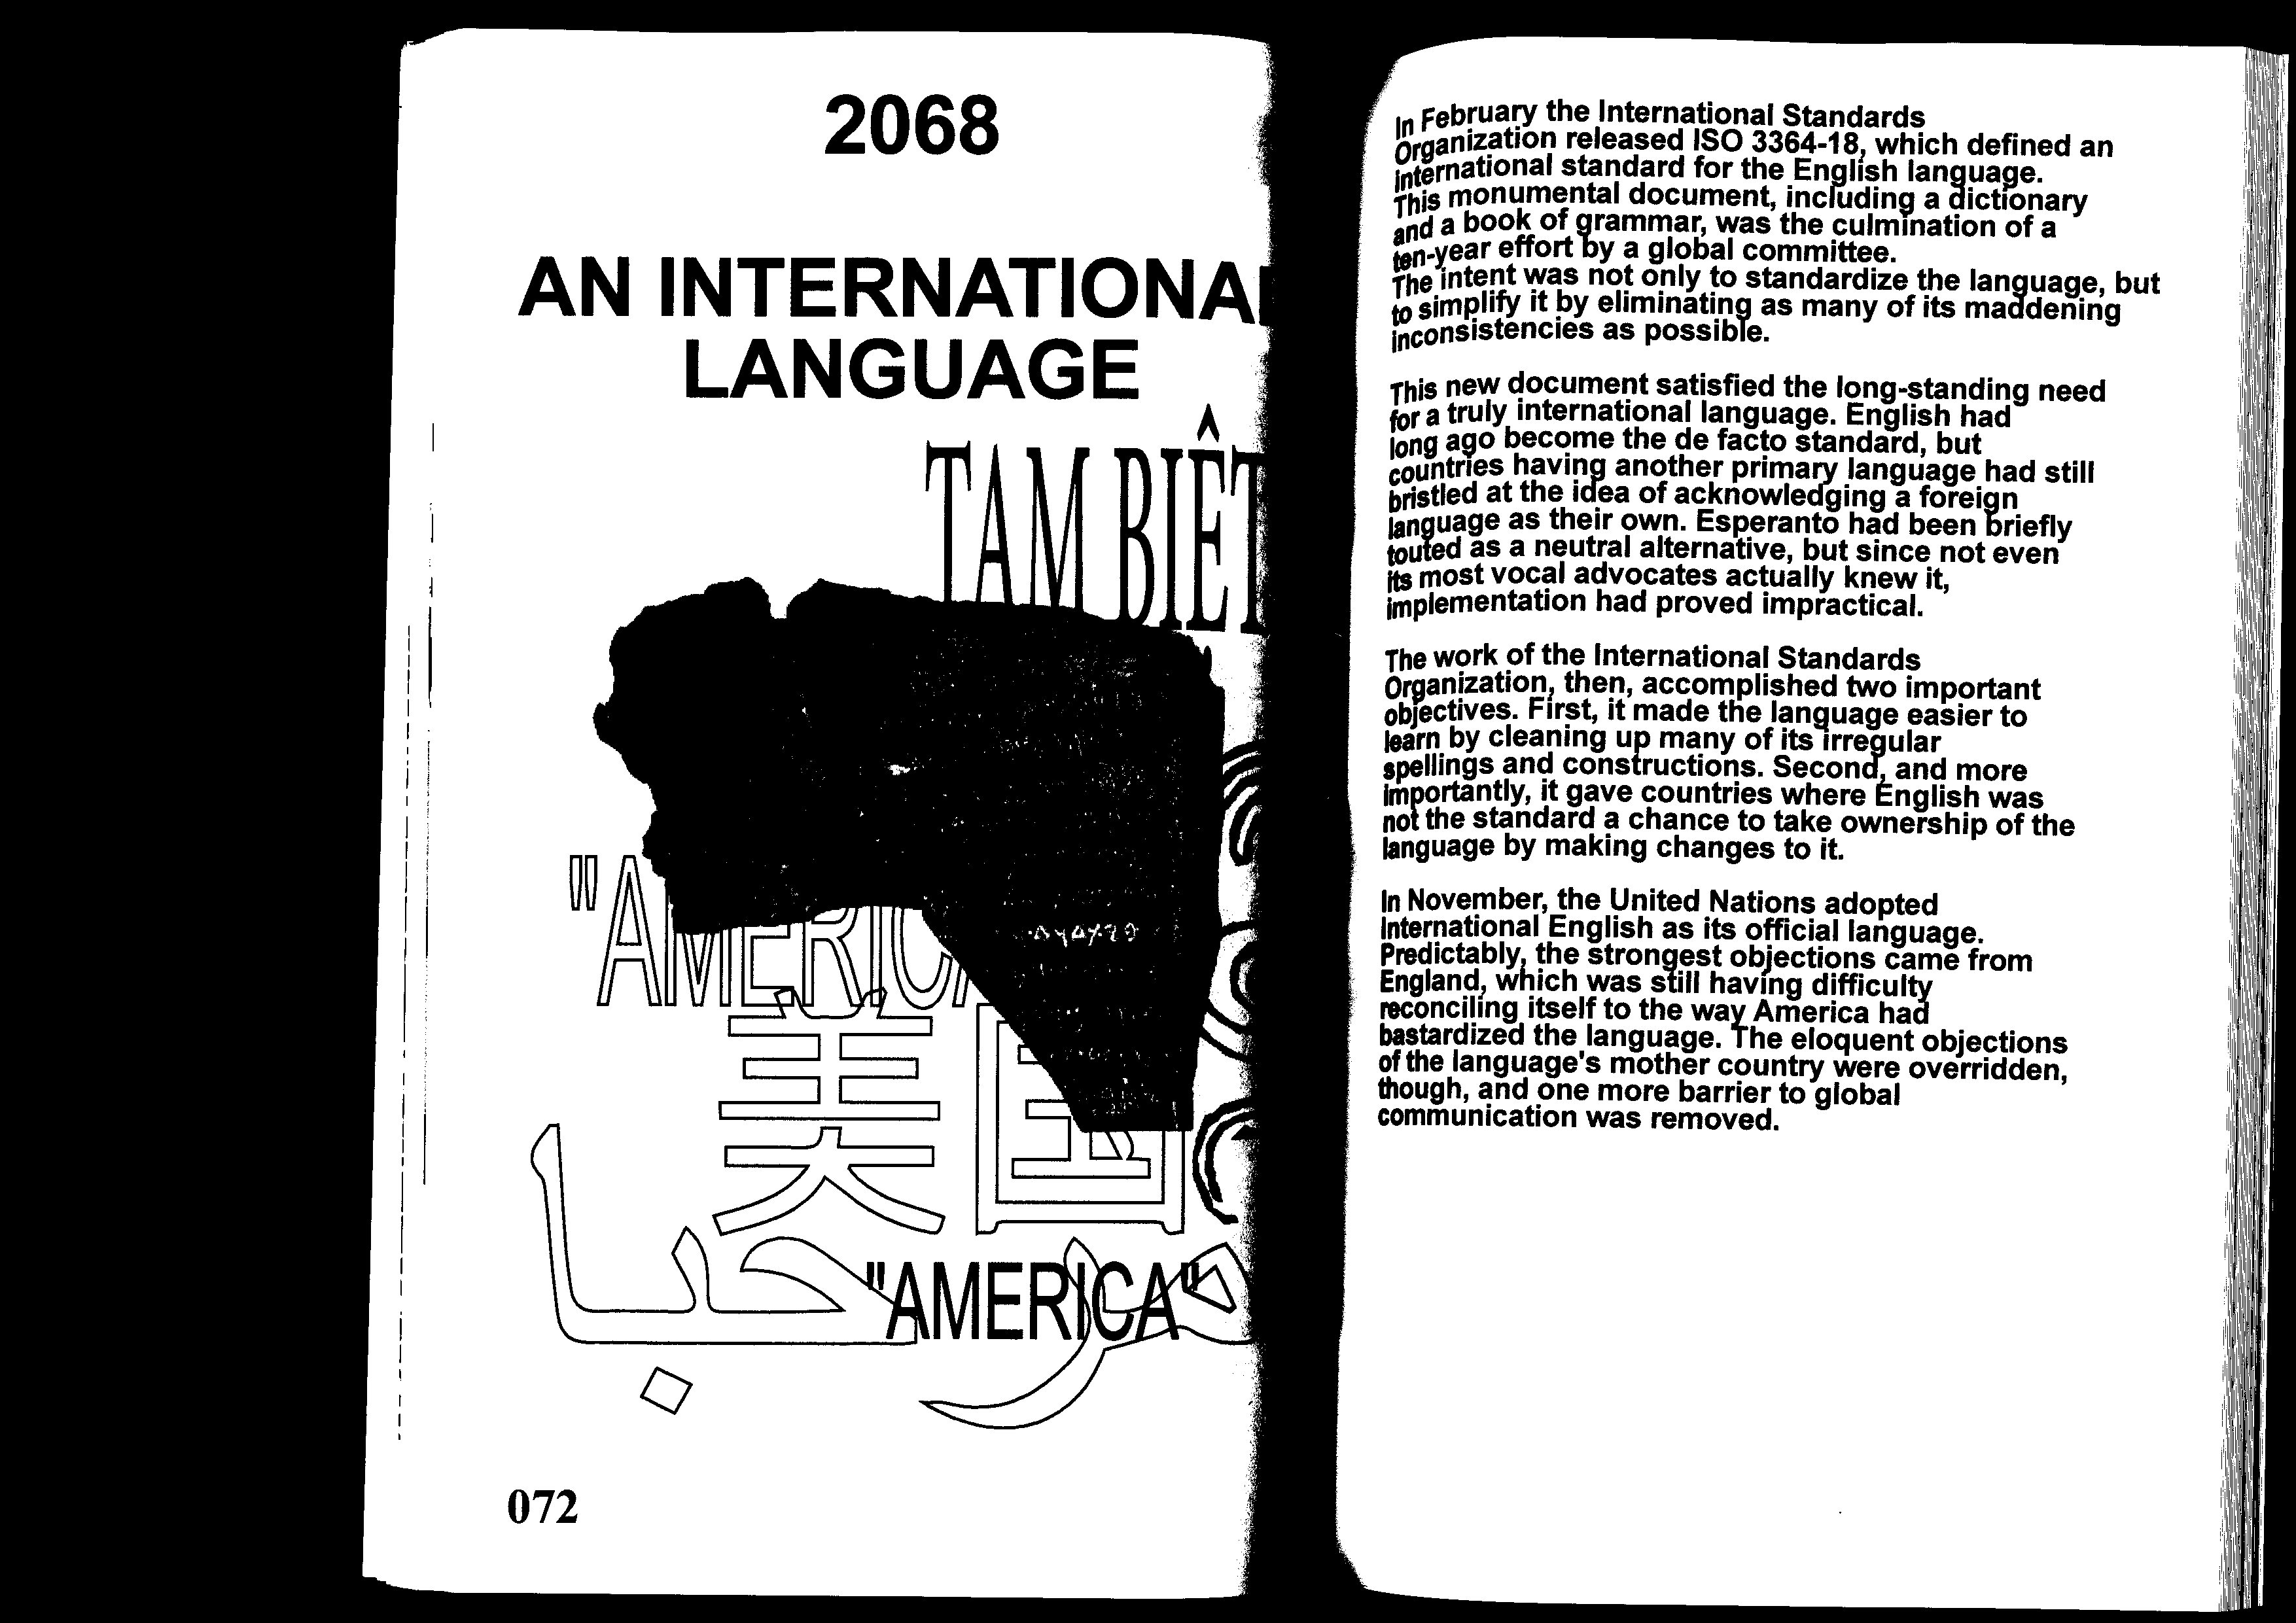 2068
AN INTERNATIONAL
LANGUAGE
TAM BIÊT
"AMERICA
美国
مرحبا
"AMERICA"
072
In February the International Standards
Organization released ISO 3364-18, which defined an
international standard for the English language.
This monumental document, including a dictionary
and a book of grammar, was the culmination of a
ten-year effort by a global committee.
The intent was not only to standardize the language, but
to simplify it by eliminating as many of its maddening
inconsistencies as possible.
This new document satisfied the long-standing need
for a truly international language. English had
long ago become the de facto standard, but
countries having another primary language had still
bristled at the idea of acknowledging a foreign
language as their own. Esperanto had been briefly
touted as a neutral alternative, but since not even
its most vocal advocates actually knew it,
implementation had proved impractical.
The work of the International Standards
Organization, then, accomplished two important
objectives. First, it made the language easier to
learn by cleaning up many of its irregular
spellings and constructions. Second, and more
importantly, it gave countries where English was
not the standard a chance to take ownership of the
language by making changes to it.
In November, the United Nations adopted
International English as its official language.
Predictably, the strongest objections came from
England, which was still having difficulty
reconciling itself to the way America had
bastardized the language. The eloquent objections
of the language's mother country were overridden,
though, and one more barrier to global
communication was removed.